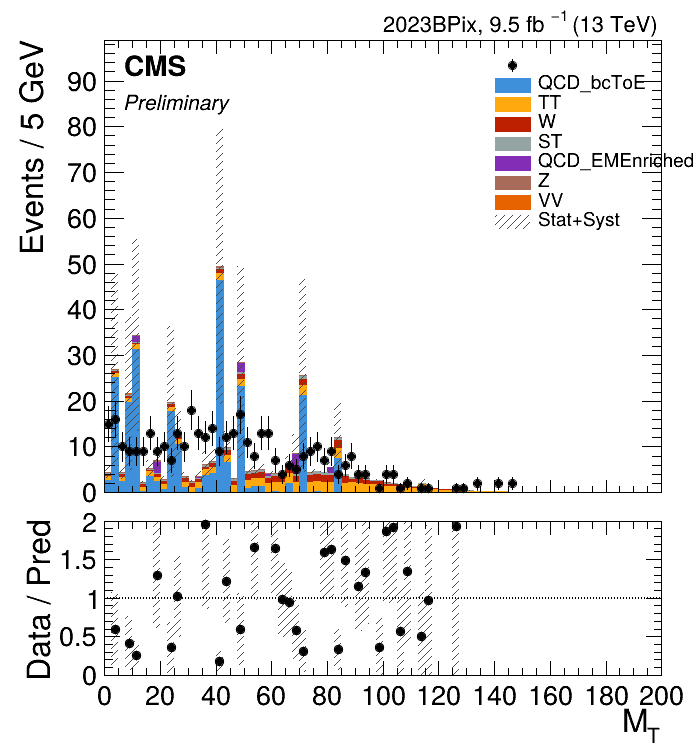 2023BPix, 9.5 fb⁻¹ (13 TeV)
CMS
Preliminary
QCD_bcToE
TT
W
ST
QCD_EMEnriched
Z
VV
Stat+Syst
Events / 5 GeV
90
80
70
60
50
40
30
20
10
0
Data / Pred
2
1.5
1
0.5
0
0 20 40 60 80 100 120 140 160 180 200
M_T